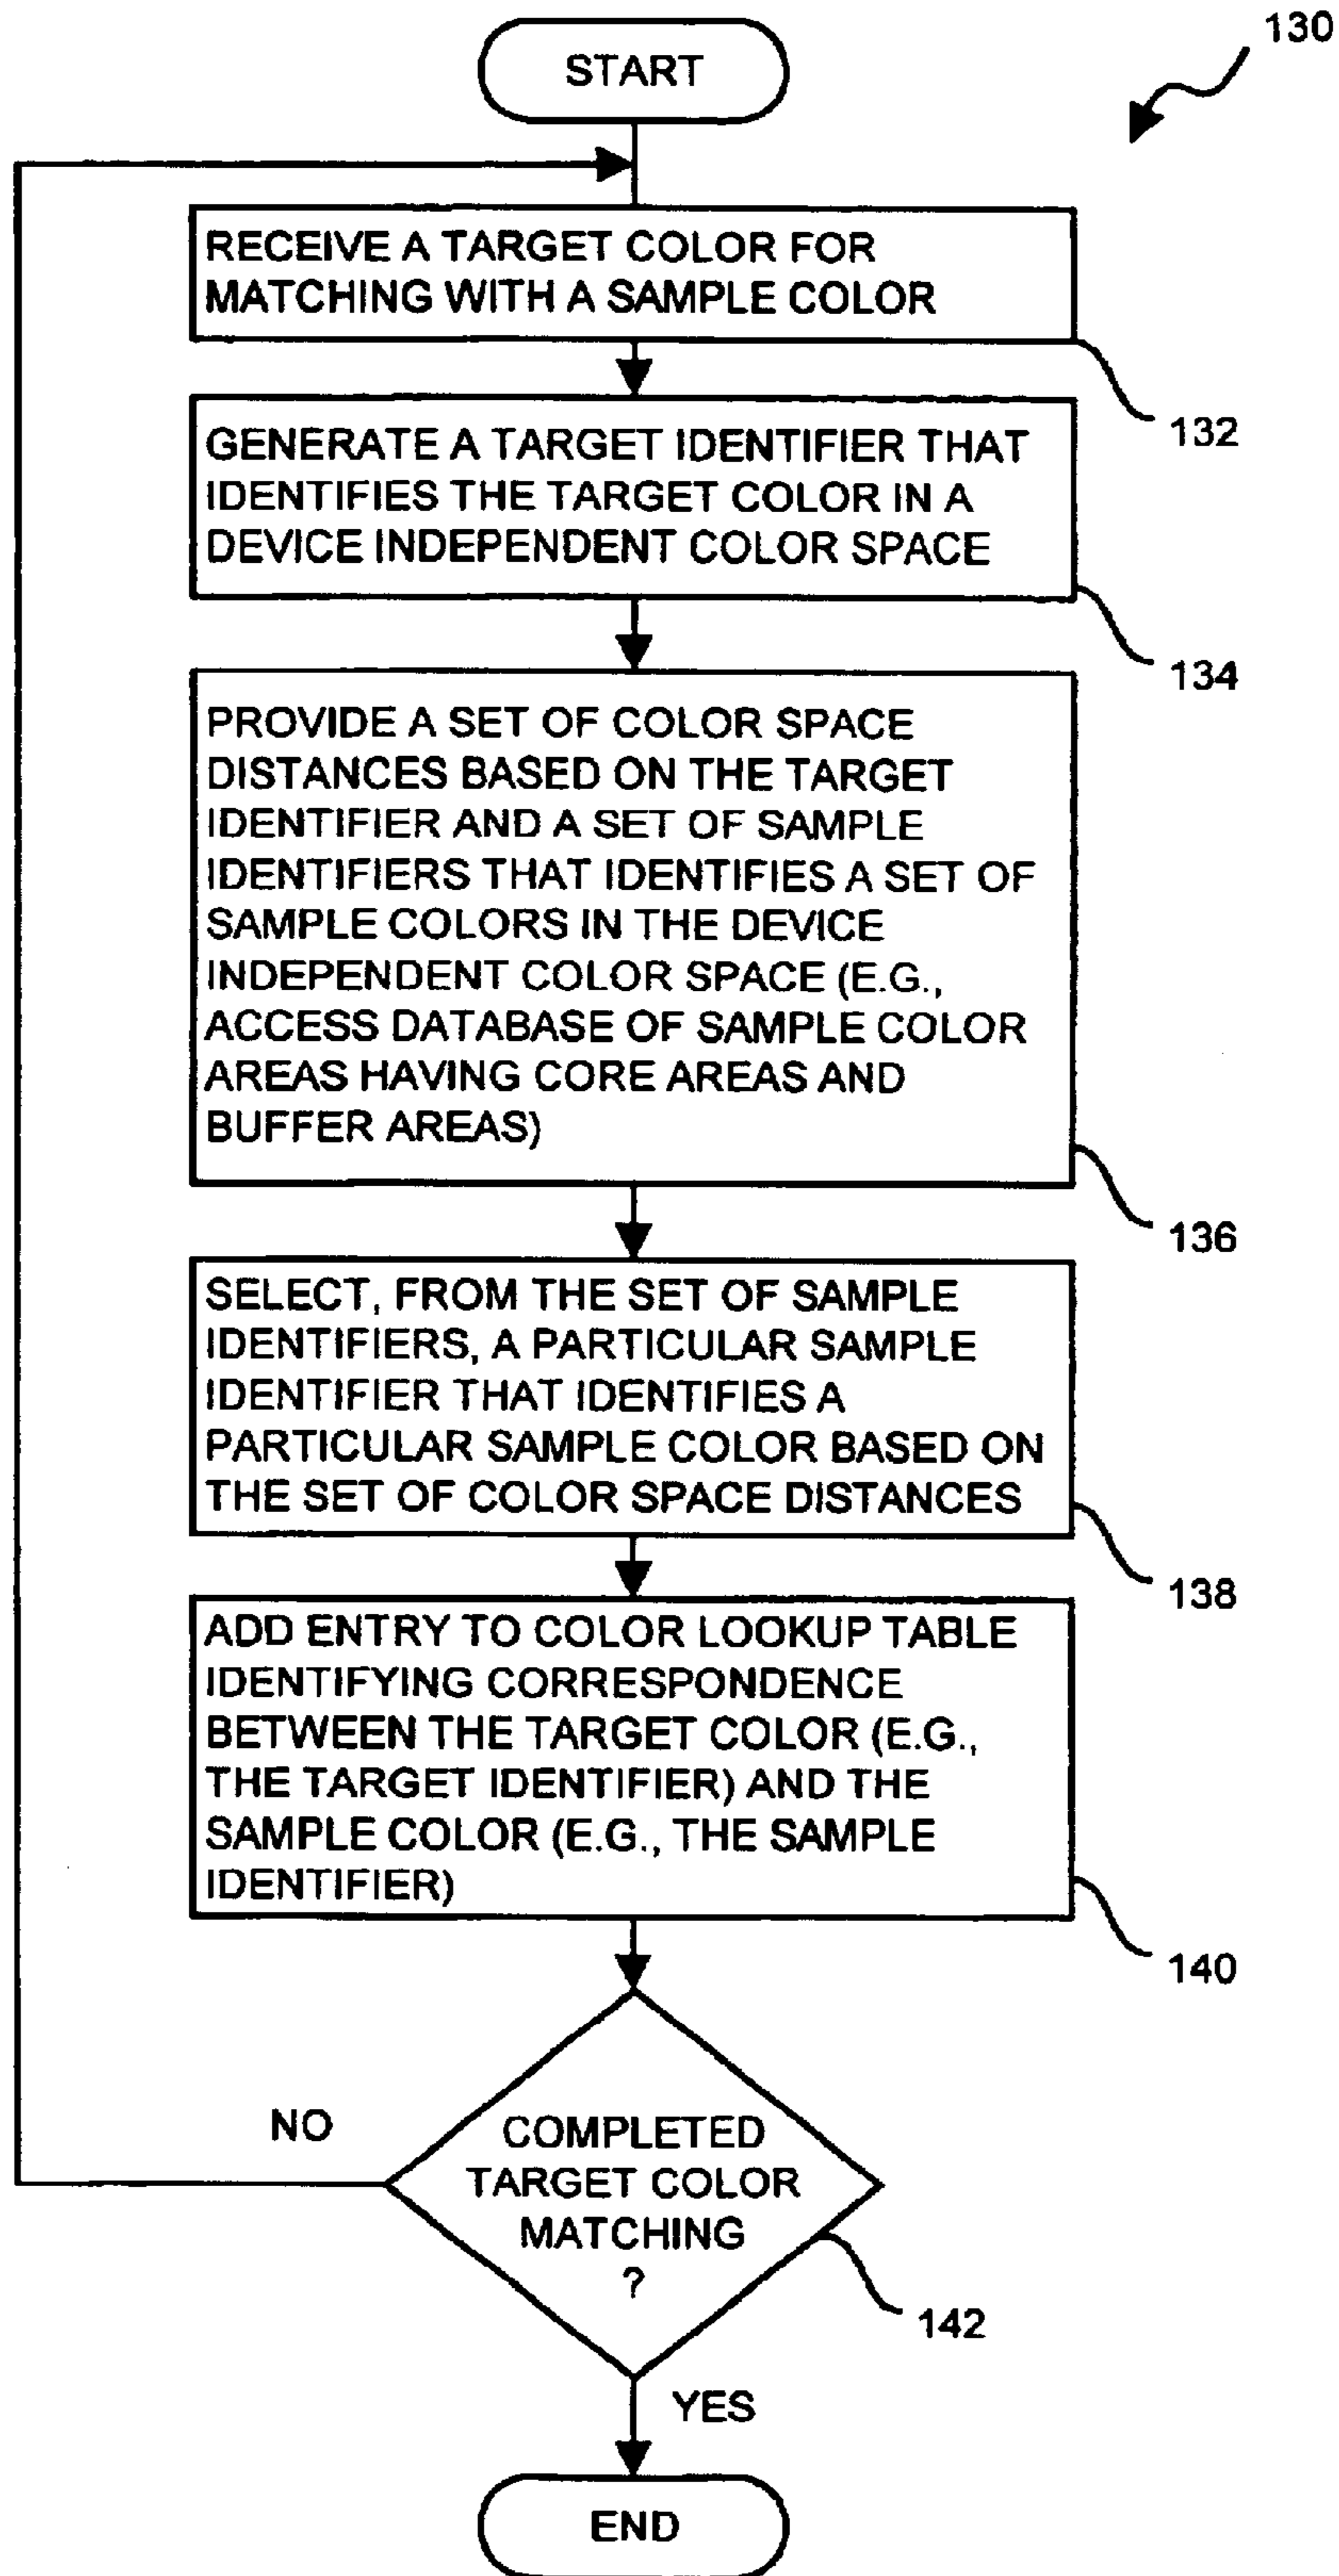 130
START
RECEIVE A TARGET COLOR FOR
MATCHING WITH A SAMPLE COLOR
132
GENERATE A TARGET IDENTIFIER THAT
IDENTIFIES THE TARGET COLOR IN A
DEVICE INDEPENDENT COLOR SPACE
134
PROVIDE A SET OF COLOR SPACE
DISTANCES BASED ON THE TARGET
IDENTIFIER AND A SET OF SAMPLE
IDENTIFIERS THAT IDENTIFIES A SET OF
SAMPLE COLORS IN THE DEVICE
INDEPENDENT COLOR SPACE (E.G.,
ACCESS DATABASE OF SAMPLE COLOR
AREAS HAVING CORE AREAS AND
BUFFER AREAS)
136
SELECT, FROM THE SET OF SAMPLE
IDENTIFIERS, A PARTICULAR SAMPLE
IDENTIFIER THAT IDENTIFIES A
PARTICULAR SAMPLE COLOR BASED ON
THE SET OF COLOR SPACE DISTANCES
138
ADD ENTRY TO COLOR LOOKUP TABLE
IDENTIFYING CORRESPONDENCE
BETWEEN THE TARGET COLOR (E.G.,
THE TARGET IDENTIFIER) AND THE
SAMPLE COLOR (E.G., THE SAMPLE
IDENTIFIER)
140
NO
COMPLETED
TARGET COLOR
MATCHING
?
142
YES
END